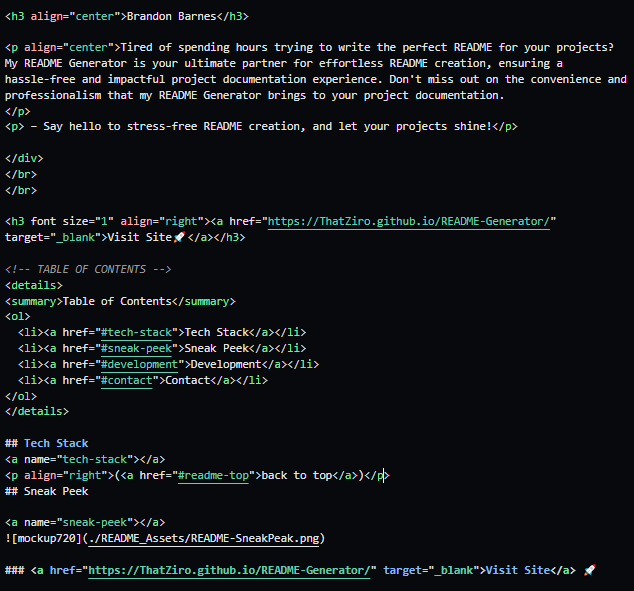 <h3 align="center">Brandon Barnes</h3>
<p align="center">Tired of spending hours trying to write the perfect README for your projects?
My README Generator is your ultimate partner for effortless README creation, ensuring a
hassle-free and impactful project documentation experience. Don't miss out on the convenience and
professionalism that my README Generator brings to your project documentation.
</p>
<p> – Say hello to stress-free README creation, and let your projects shine!</p>
</div>
</br>
</br>
<h3 font size="1" align="right"><a href="https://ThatZiro.github.io/README-Generator/"
target="_blank">Visit Site🚀</a></h3>
<!-- TABLE OF CONTENTS -->
<details>
<summary>Table of Contents</summary>
<ol>
  <li><a href="#tech-stack">Tech Stack</a></li>
  <li><a href="#sneak-peek">Sneak Peek</a></li>
  <li><a href="#development">Development</a></li>
  <li><a href="#contact">Contact</a></li>
</ol>
</details>
## Tech Stack
<a name="tech-stack"></a>
<p align="right">(<a href="#readme-top">back to top</a>)</p>
## Sneak Peek
<a name="sneak-peek"></a>
![mockup720](./README_Assets/README-SneakPeak.png)
### <a href="https://ThatZiro.github.io/README-Generator/" target="_blank">Visit Site</a> 🚀